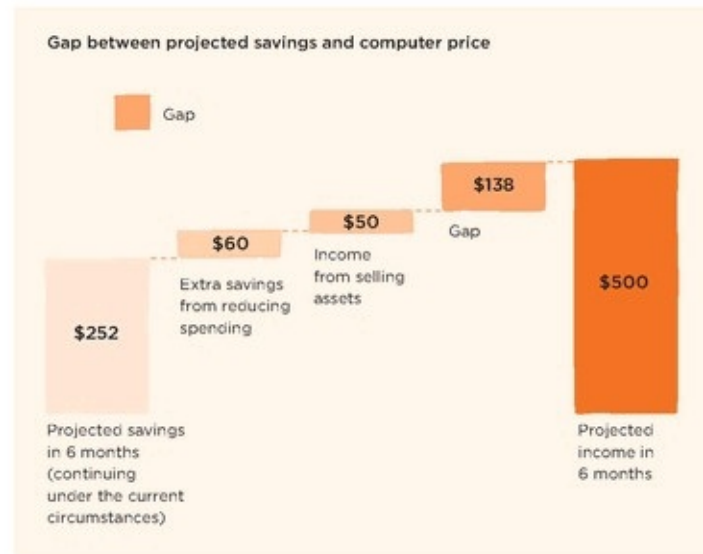 Gap between projected savings and computer price
Gap
$252
Projected savings
in 6 months
(continuing
under the current
circumstances)
$60
Extra savings
from reducing
spending
$50
Income
from selling
assets
$138
Gap
$500
Projected
income in
6 months